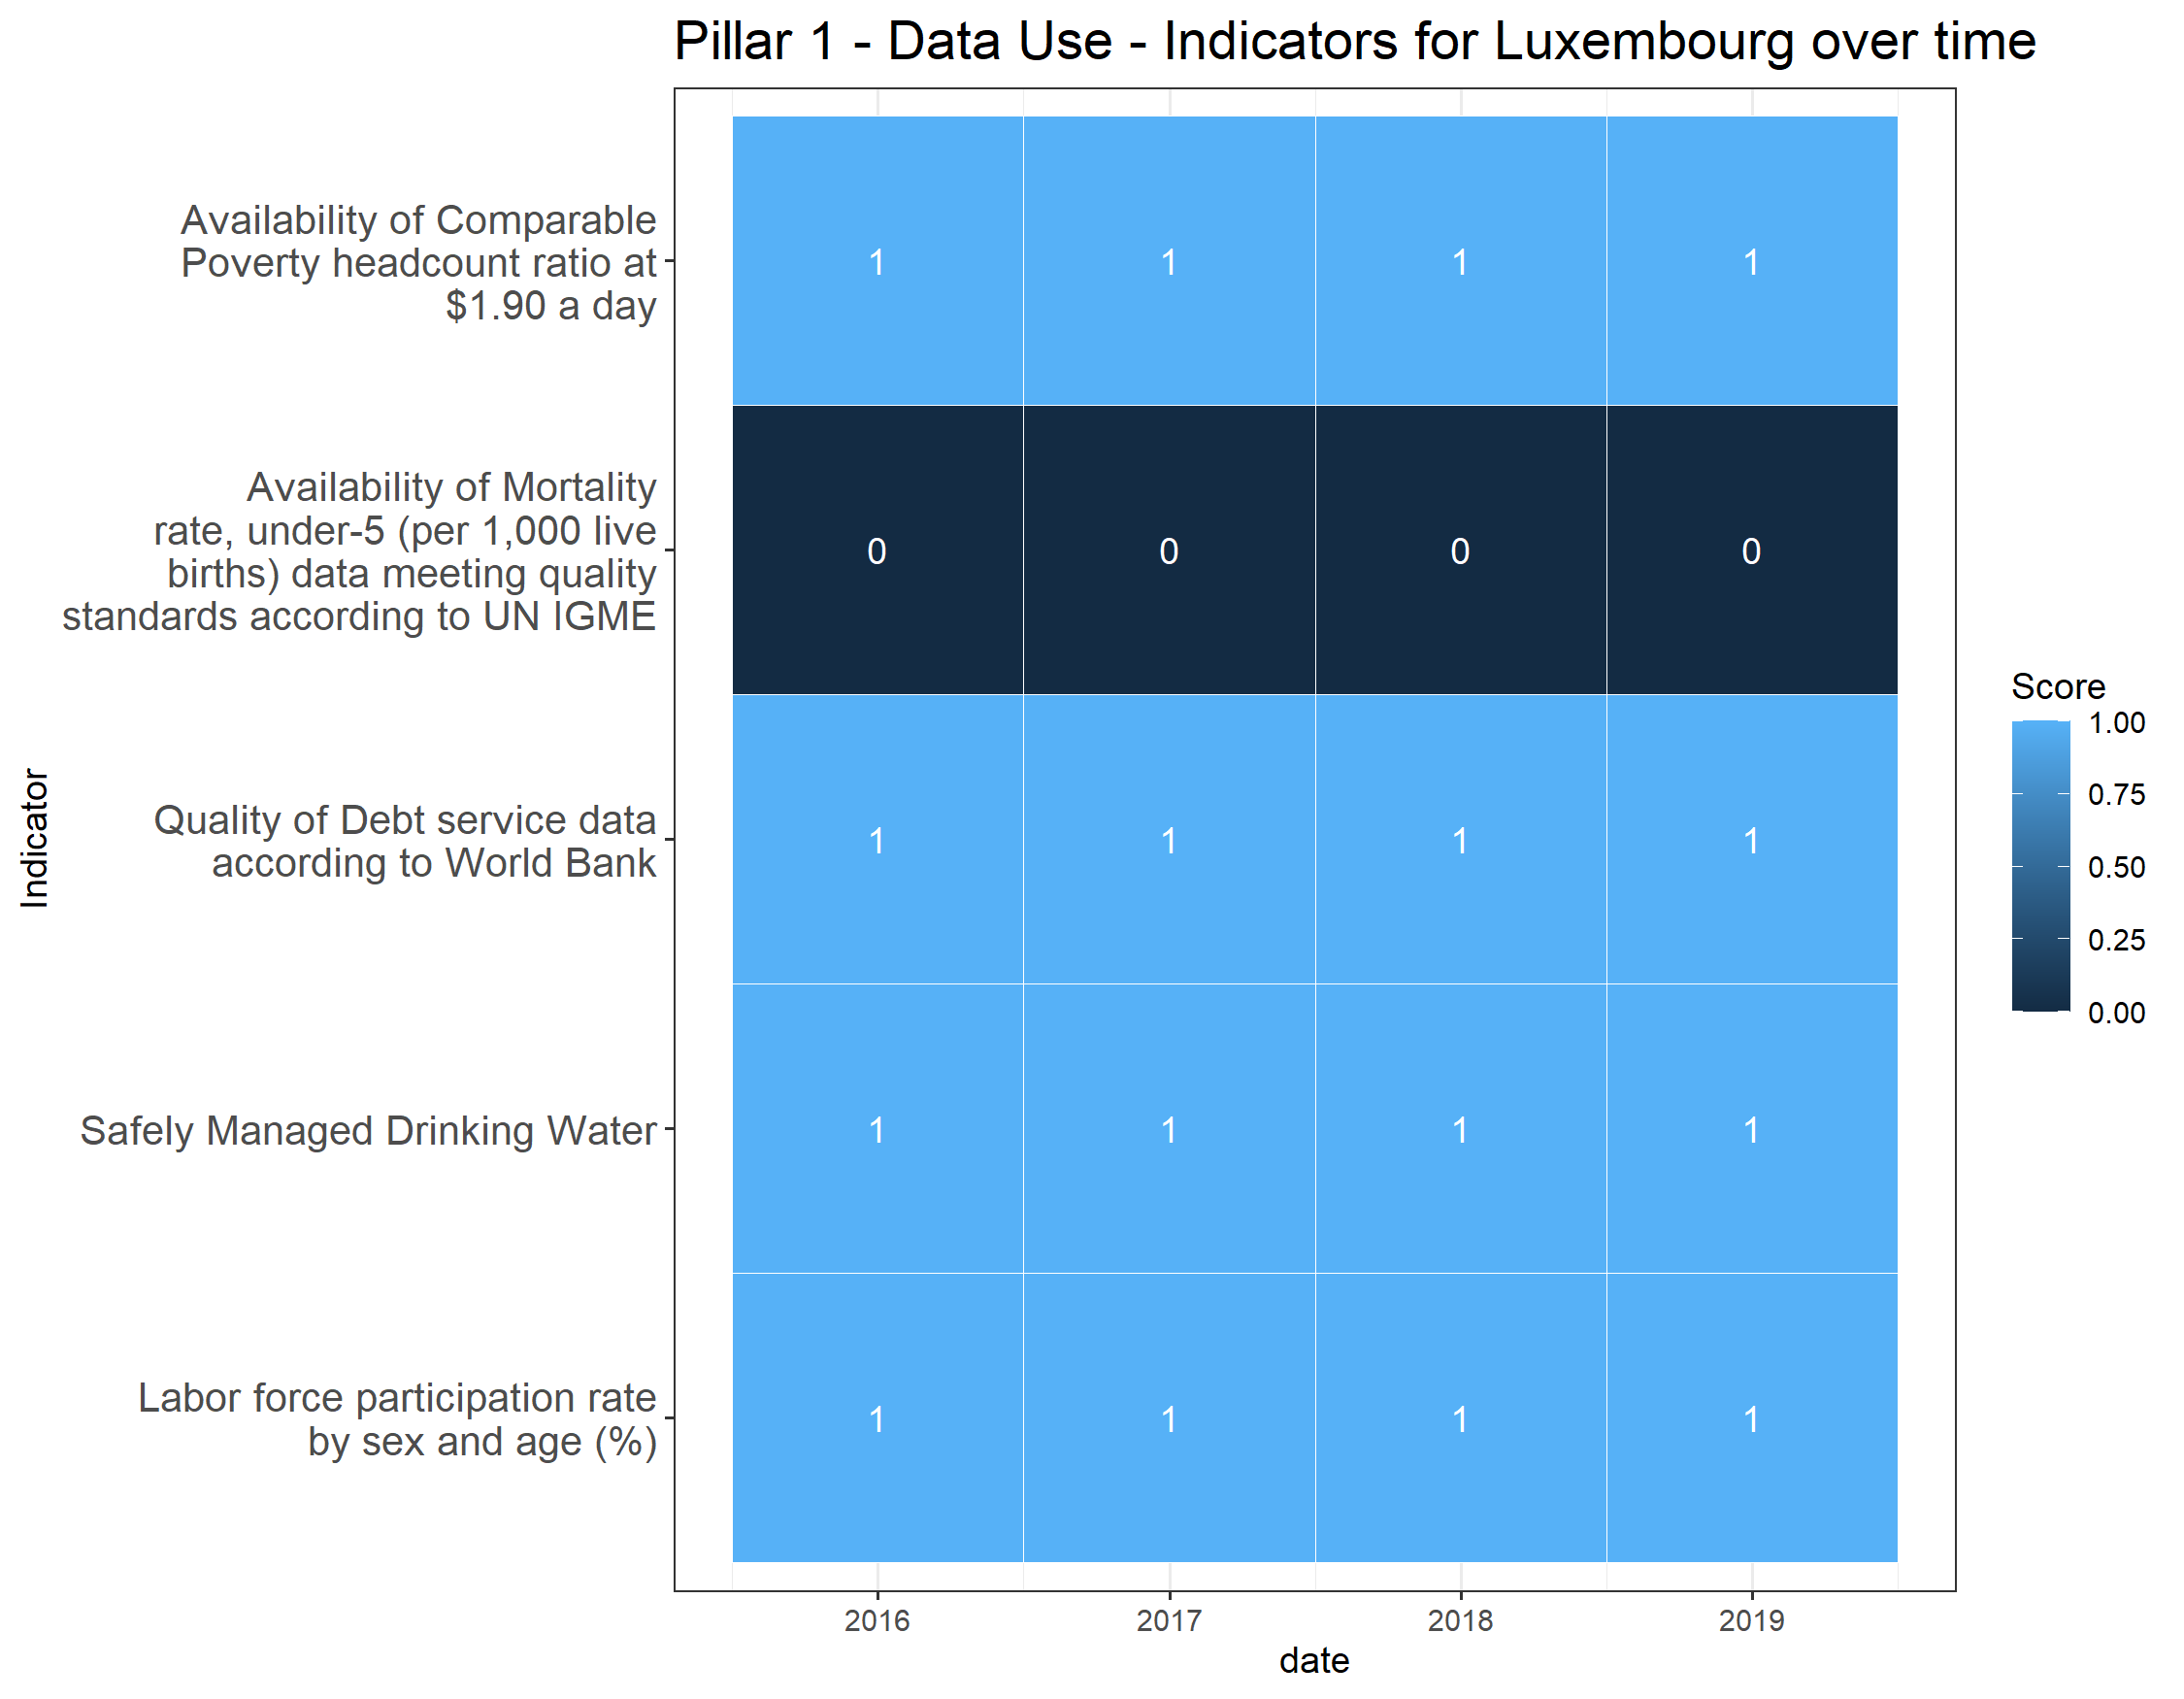 Pillar 1 - Data Use - Indicators for Luxembourg over time
Indicator
Availability of Comparable
Poverty headcount ratio at
$1.90 a day
1 1 1 1
Availability of Mortality
rate, under-5 (per 1,000 live
births) data meeting quality
standards according to UN IGME
0 0 0 0
Quality of Debt service data
according to World Bank
1 1 1 1
Safely Managed Drinking Water
1 1 1 1
Labor force participation rate
by sex and age (%)
1 1 1 1
2016 2017 2018 2019
date
Score
1.00
0.75
0.50
0.25
0.00